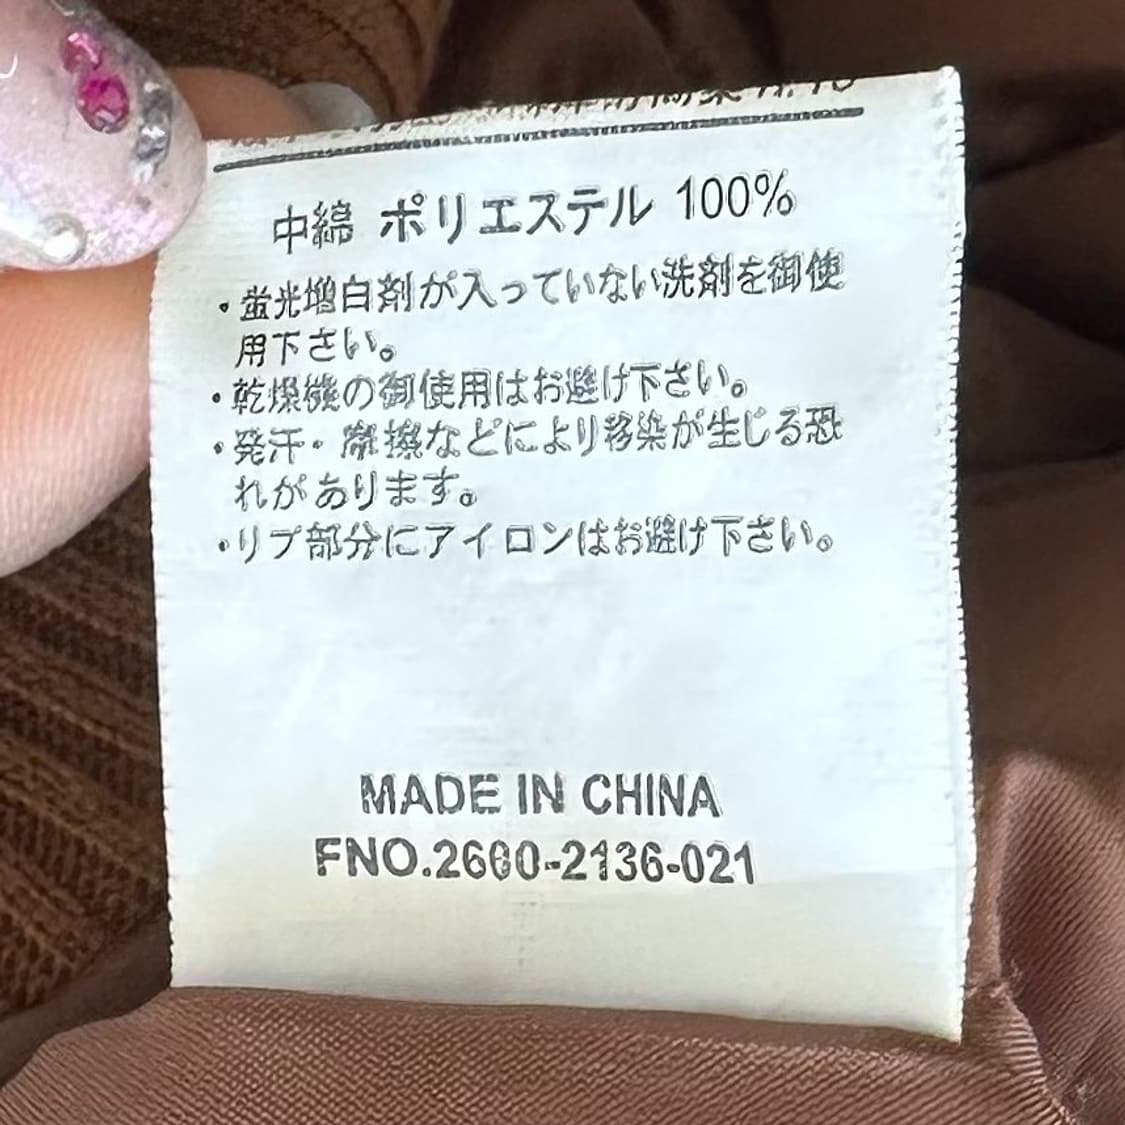 中綿 ポリエステル 100%
・蛍光増白剤が入っていない洗剤を御使
用下さい。
・乾燥機の御使用はお避け下さい。
・発汗・摩擦などにより移染が生じる恐
れがあります。
・リブ部分にアイロンはお避け下さい。
MADE IN CHINA
FNO.2660-2136-021